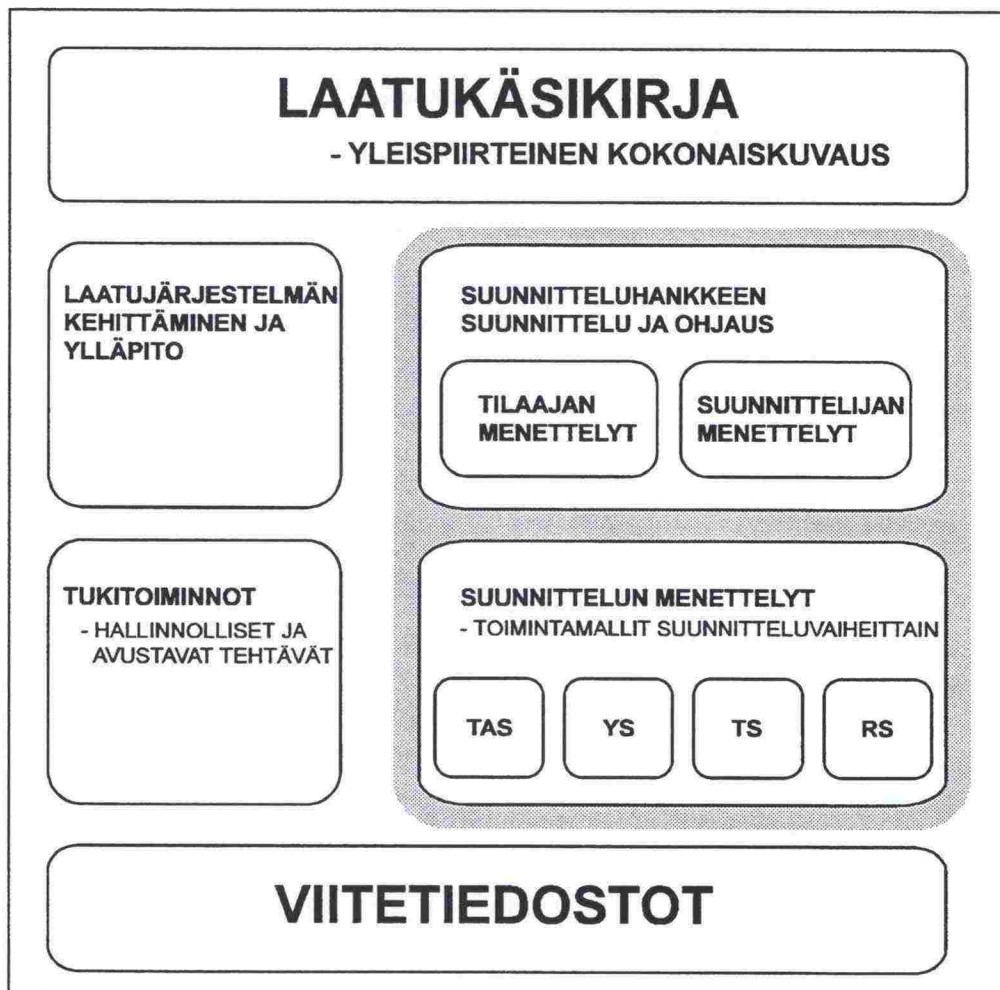 LAATUKÄSIKIRJA
- YLEISPIIRTEINEN KOKONAISKUVAUS
LAATUJÄRJESTELMÄN
KEHITTÄMINEN JA
YLLÄPITO
SUUNNITTELUHANKKEEN
SUUNNITTELU JA OHJAUS
TILAAJAN
MENETTELYT
SUUNNITTELIJAN
MENETTELYT
TUKITOIMINNOT
- HALLINNOLLISET JA
AVUSTAVAT TEHTÄVÄT
SUUNNITTELUN MENETTELYT
- TOIMINTAMALLIT SUUNNITTELUVAIHEITTAIN
TAS
YS
TS
RS
VIITETIEDOSTOT